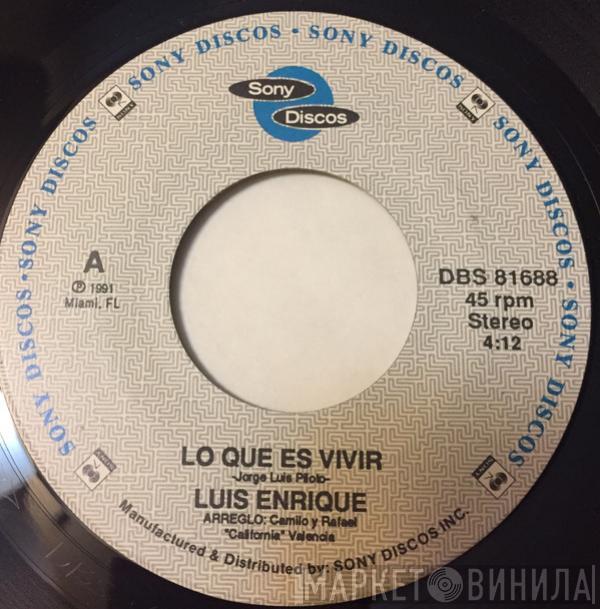 SONY DISCOS • SONY DISCOS • SONY DISCOS • SONY DISCOS
SONY DISCOS • SONY DISCOS
Sony
Discos
A
℗ 1991
Miami, FL
DBS 81688
45 rpm
Stereo
4:12
LO QUE ES VIVIR
-Jorge Luis Piloto-
LUIS ENRIQUE
ARREGLO: Camilo y Rafael
"California" Valencia
Manufactured & Distributed by: SONY DISCOS INC.
МАРКЕТ ВИНИЛА